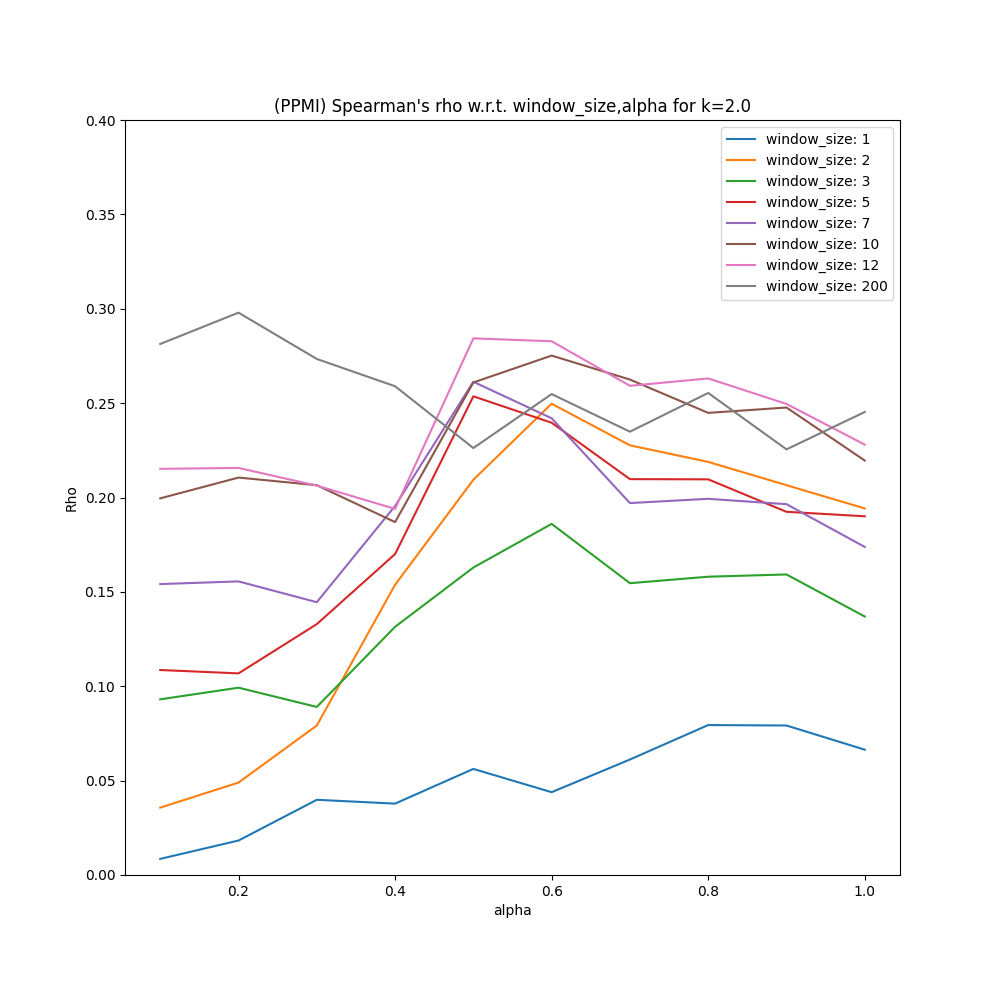 (PPMI) Spearman's rho w.r.t. window_size,alpha for k=2.0
0.40
0.35
0.30
0.25
0.20
0.15
0.10
0.05
0.00
Rho
window_size: 1
window_size: 2
window_size: 3
window_size: 5
window_size: 7
window_size: 10
window_size: 12
window_size: 200
0.2
0.4
0.6
0.8
1.0
alpha